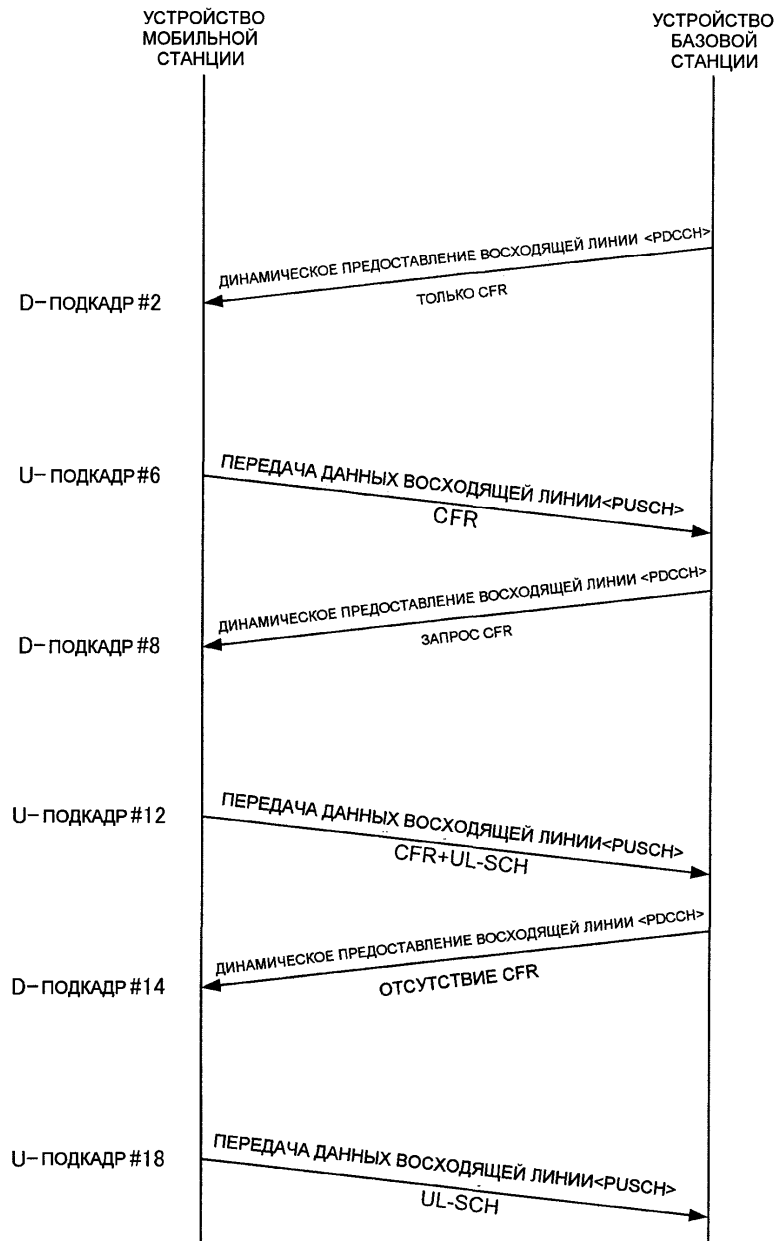 УСТРОЙСТВО
МОБИЛЬНОЙ
СТАНЦИИ
УСТРОЙСТВО
БАЗОВОЙ
СТАНЦИИ
ДИНАМИЧЕСКОЕ ПРЕДОСТАВЛЕНИЕ ВОСХОДЯЩЕЙ ЛИНИИ <PDCCH>
ТОЛЬКО CFR
D-ПОДКАДР #2
U-ПОДКАДР #6
ПЕРЕДАЧА ДАННЫХ ВОСХОДЯЩЕЙ ЛИНИИ<PUSCH>
CFR
ДИНАМИЧЕСКОЕ ПРЕДОСТАВЛЕНИЕ ВОСХОДЯЩЕЙ ЛИНИИ <PDCCH>
ЗАПРОС CFR
D-ПОДКАДР #8
U-ПОДКАДР #12
ПЕРЕДАЧА ДАННЫХ ВОСХОДЯЩЕЙ ЛИНИИ<PUSCH>
CFR+UL-SCH
ДИНАМИЧЕСКОЕ ПРЕДОСТАВЛЕНИЕ ВОСХОДЯЩЕЙ ЛИНИИ <PDCCH>
ОТСУТСТВИЕ CFR
D-ПОДКАДР #14
U-ПОДКАДР #18
ПЕРЕДАЧА ДАННЫХ ВОСХОДЯЩЕЙ ЛИНИИ<PUSCH>
UL-SCH